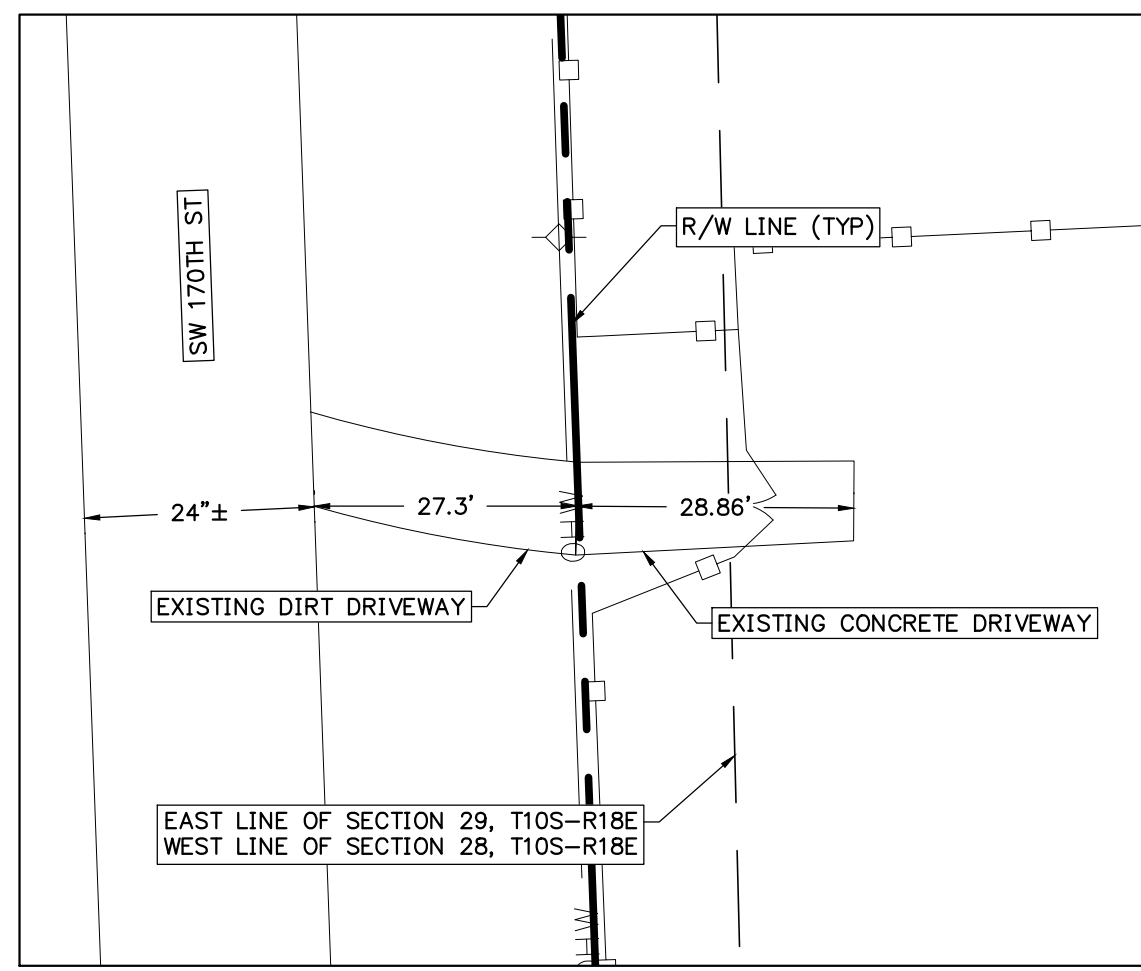 SW 170TH ST
R/W LINE (TYP)
24"±
27.3'
28.86'
EXISTING DIRT DRIVEWAY
EXISTING CONCRETE DRIVEWAY
EAST LINE OF SECTION 29, T10S-R18E
WEST LINE OF SECTION 28, T10S-R18E